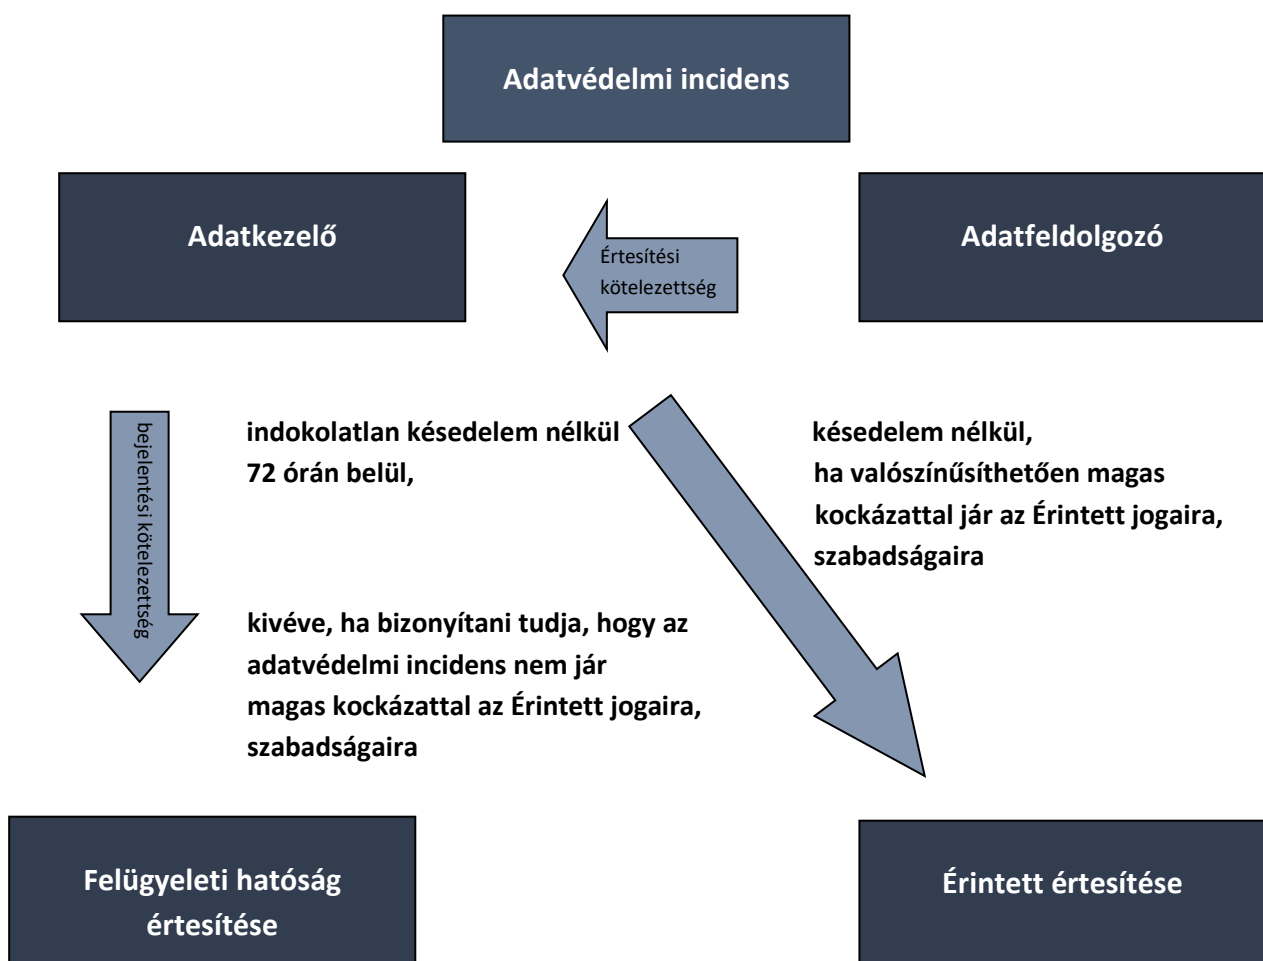 Adatvédelmi incidens
Adatkezelő
Értesítési
kötelezettség
Adatfeldolgozó
bejelentési kötelezettség
indokolatlan késedelem nélkül
72 órán belül,
kivéve, ha bizonyítani tudja, hogy az
adatvédelmi incidens nem jár
magas kockázattal az Érintett jogaira,
szabadságaira
késedelem nélkül,
ha valószínűsíthetően magas
kockázattal jár az Érintett jogaira,
szabadságaira
Felügyeleti hatóság
értesítése
Érintett értesítése